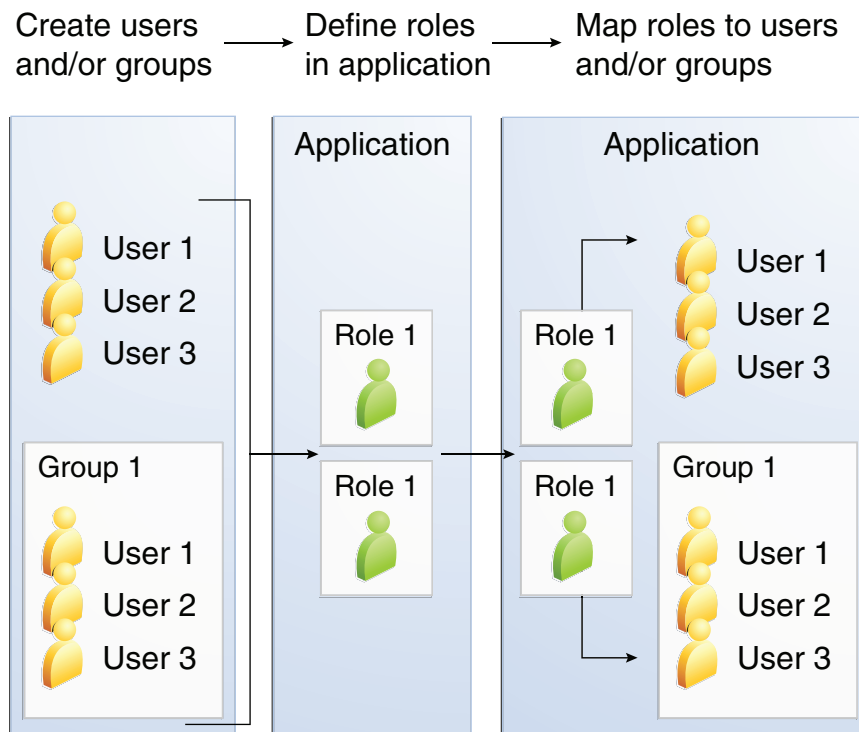 Create users
and/or groups
Define roles
in application
Map roles to users
and/or groups
User 1
User 2
User 3
Group 1
User 1
User 2
User 3
Application
Role 1
Role 1
Application
Role 1
Role 1
User 1
User 2
User 3
Group 1
User 1
User 2
User 3